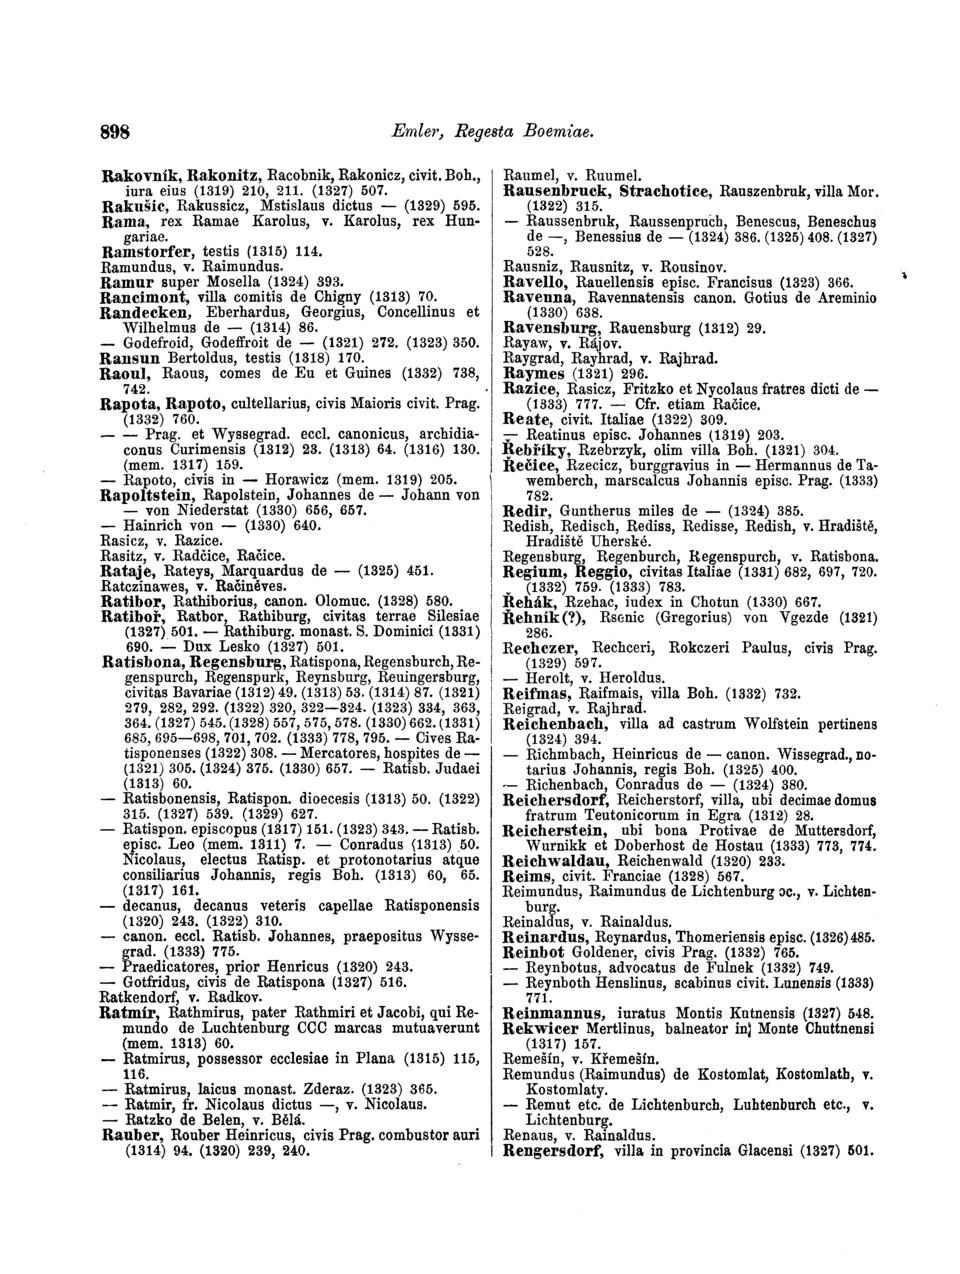 898
Emler, Regesta Boemiae.
Rakovník, Rakonitz, Racobnik, Rakonicz, civit. Boh.,
iura eius (1319) 210, 211. (1327) 507.
Rakušic, Rakussicz, Mstislaus dictus — (1329) 595.
Rama, rex Ramae Karolus, v. Karolus, rex Hun-
gariae.
Ramstorfer, testis (1315) 114.
Ramundus, v. Raimundus.
Ramur super Mosella (1324) 393.
Rancimont, villa comitis de Chigny (1313) 70.
Randecken, Eberhardus, Georgius, Concellinus et
Wilhelmus de — (1314) 86.
— Godefroid, Godeffroit de — (1321) 272. (1323) 350.
Ransun Bertoldus, testis (1318) 170.
Raoul, Raous, comes de Eu et Guines (1332) 738,
742.
Rapota, Rapoto, cultellarius, civis Maioris civit. Prag.
(1332) 760.
— — Prag. et Wyssegrad. eccl. canonicus, archidia-
conus Curimensis (1312) 23. (1313) 64. (1316) 130.
(mem. 1317) 159.
— Rapoto, civis in — Horawicz (mem. 1319) 205.
Rapoltstein, Rapolstein, Johannes de — Johann von
— von Niederstat (1330) 656, 657.
— Hainrich von — (1330) 640.
Rasicz, v. Razice.
Rasitz, v. Radčice, Račice.
Rataje, Rateys, Marquardus de — (1325) 451.
Ratczinawes, v. Račiněves.
Ratibor, Rathiborius, canon. Olomuc. (1328) 580.
Ratiboř, Ratbor, Rathiburg, civitas terrae Silesiae
(1327) 501. — Rathiburg. monast. S. Dominici (1331)
690. — Dux Lesko (1327) 501.
Ratisbona, Regensburg, Ratispona, Regensburch, Re-
genspurch, Regenspurk, Reynsburg, Reuingersburg,
civitas Bavariae (1312) 49. (1313) 53. (1314) 87. (1321)
279, 282, 292. (1322) 320, 322—324. (1323) 334, 363,
364. (1327) 545. (1328) 557, 575, 578. (1330) 662. (1331)
685, 695—698, 701, 702. (1333) 778, 795. — Cives Ra-
tisponenses (1322) 308. — Mercatores, hospites de —
(1321) 305. (1324) 375. (1330) 657. — Ratisb. Judaei
(1313) 60.
— Ratisbonensis, Ratispon. dioecesis (1313) 50. (1322)
315. (1327) 539. (1329) 627.
— Ratispon. episcopus (1317) 151. (1323) 343. — Ratisb.
episc. Leo (mem. 1311) 7. — Conradus (1313) 50.
Nicolaus, electus Ratisp. et protonotarius atque
consiliarius Johannis, regis Boh. (1313) 60, 65.
(1317) 161.
— decanus, decanus veteris capellae Ratisponensis
(1320) 243. (1322) 310.
— canon. eccl. Ratisb. Johannes, praepositus Wysse-
grad. (1333) 775.
— Praedicatores, prior Henricus (1320) 243.
— Gotfridus, civis de Ratispona (1327) 516.
Ratkendorf, v. Radkov.
Ratmír, Rathmirus, pater Rathmiri et Jacobi, qui Re-
mundo de Luchtenburg CCC marcas mutuaverunt
(mem. 1313) 60.
— Ratmirus, possessor ecclesiae in Plana (1315) 115,
116.
— Ratmirus, laicus monast. Zderaz. (1323) 365.
— Ratmir, fr. Nicolaus dictus —, v. Nicolaus.
— Ratzko de Belen, v. Bělá.
Rauber, Rouber Heinricus, civis Prag. combustor auri
(1314) 94. (1320) 239, 240.
Raumel, v. Ruumel.
Rausenbruck, Strachotice, Rauszenbruk, villa Mor.
(1322) 315.
— Raussenbruk, Raussenpruch, Benescus, Beneschus
de —, Benessius de — (1324) 386. (1325) 408. (1327)
528.
Rausniz, Rausnitz, v. Rousinov.
Ravello, Rauellensis episc. Francisus (1323) 366.
Ravenna, Ravennatensis canon. Gotius de Areminio
(1330) 638.
Ravensburg, Rauensburg (1312) 29.
Rayaw, v. Rájov.
Raygrad, Rayhrad, v. Rajhrad.
Raymes (1321) 296.
Razice, Rasicz, Fritzko et Nycolaus fratres dicti de —
(1333) 777. — Cfr. etiam Račice.
Reate, civit. Italiae (1322) 309.
— Reatinus episc. Johannes (1319) 203.
Řebříky, Rzebrzyk, olim villa Boh. (1321) 304.
Řečice, Rzecicz, burggravius in — Hermannus de Ta-
wemberch, marscalcus Johannis episc. Prag. (1333)
782.
Redir, Guntherus miles de — (1324) 385.
Redish, Redisch, Rediss, Redisse, Redish, v. Hradiště,
Hradiště Uherské.
Regensburg, Regenburch, Regenspurch, v. Ratisbona.
Regium, Reggio, civitas Italiae (1331) 682, 697, 720.
(1332) 759. (1333) 783.
Řehák, Rzehac, iudex in Chotun (1330) 667.
Řehník(?), Rsenic (Gregorius) von Vgezde (1321)
286.
Rechczer, Rechceri, Rokczeri Paulus, civis Prag.
(1329) 597.
— Herolt, v. Heroldus.
Reifmas, Raifmais, villa Boh. (1332) 732.
Reigrad, v. Rajhrad.
Reichenbach, villa ad castrum Wolfstein pertinens
(1324) 394.
— Richmbach, Heinricus de — canon. Wissegrad., no-
tarius Johannis, regis Boh. (1325) 400.
— Richenbach, Conradus de — (1324) 380.
Reichersdorf, Reicherstorf, villa, ubi decimae domus
fratrum Teutonicorum in Egra (1312) 28.
Reicherstein, ubi bona Protivae de Muttersdorf,
Wurnikk et Doberhost de Hostau (1333) 773, 774.
Reichwaldau, Reichenwald (1320) 233.
Reims, civit. Franciae (1328) 567.
Reimundus, Raimundus de Lichtenburg ɔc., v. Lichten-
burg.
Reinaldus, v. Rainaldus.
Reinardus, Reynardus, Thomeriensis episc. (1326) 485.
Reinbot Goldener, civis Prag. (1332) 765.
— Reynbotus, advocatus de Fulnek (1332) 749.
— Reynboth Henslinus, scabinus civit. Lunensis (1333)
771.
Reinmannus, iuratus Montis Kutnensis (1327) 548.
Rekwicer Mertlinus, balneator in Monte Chuttnensi
(1317) 157.
Remešín, v. Křemešín.
Remundus (Raimundus) de Kostomlat, Kostomlath, v.
Kostomlaty.
— Remut etc. de Lichtenburch, Luhtenburch etc., v.
Lichtenburg.
Renaus, v. Rainaldus.
Rengersdorf, villa in provincia Glacensi (1327) 501.